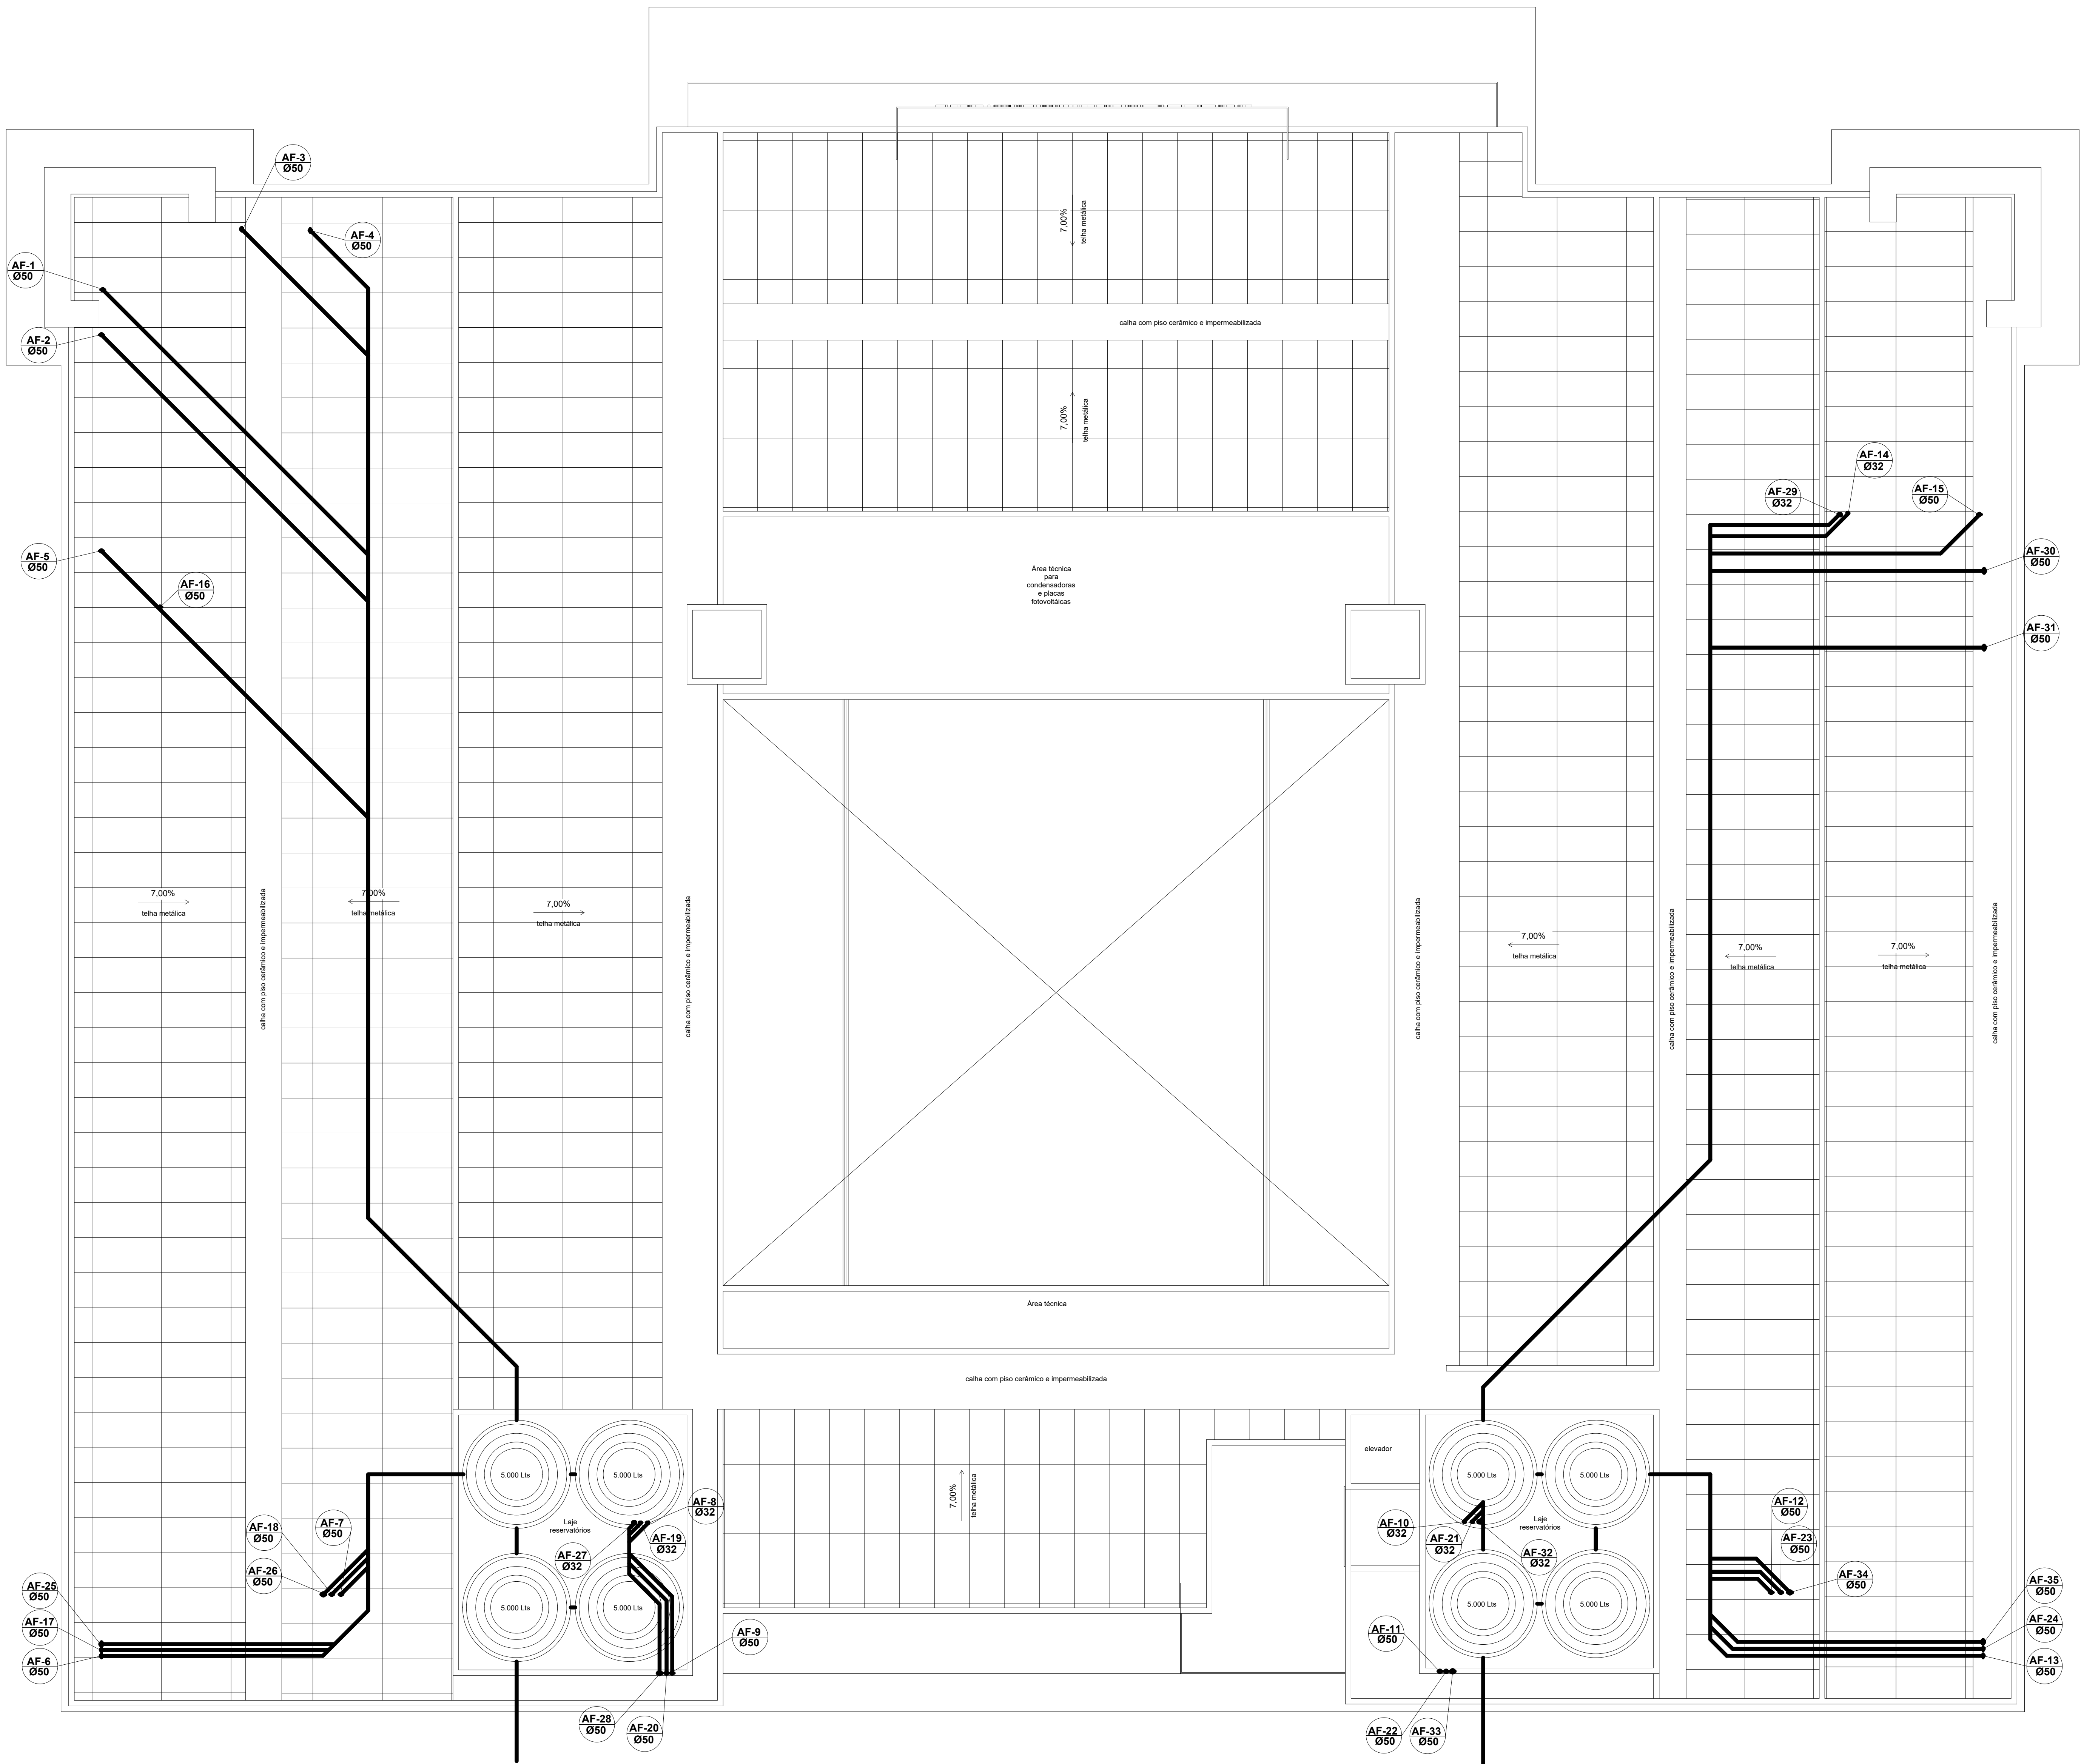 AF-3
Ø50
AF-4
Ø50
AF-1
Ø50
AF-2
Ø50
7,00%
telha metálica
calha com piso cerâmico e impermeabilizada
7,00%
telha metálica
AF-14
Ø32
AF-29
Ø32
AF-15
Ø50
AF-5
Ø50
AF-16
Ø50
Área técnica
para
condensadoras
e placas
fotovoltáicas
AF-30
Ø50
AF-31
Ø50
7,00%
telha metálica
calha com piso cerâmico e impermeabilizada
7,00%
telha metálica
7,00%
telha metálica
calha com piso cerâmico e impermeabilizada
calha com piso cerâmico e impermeabilizada
7,00%
telha metálica
calha com piso cerâmico e impermeabilizada
7,00%
telha metálica
7,00%
telha metálica
calha com piso cerâmico e impermeabilizada
Área técnica
calha com piso cerâmico e impermeabilizada
elevador
5.000 Lts
5.000 Lts
5.000 Lts
5.000 Lts
7,00%
telha metálica
AF-8
Ø32
AF-18
Ø50
AF-7
Ø50
Laje
reservatórios
AF-19
Ø32
AF-27
Ø32
AF-26
Ø50
AF-10
Ø32
AF-21
Ø32
Laje
reservatórios
AF-32
Ø32
AF-12
Ø50
AF-23
Ø50
AF-34
Ø50
AF-25
Ø50
AF-17
Ø50
AF-6
Ø50
5.000 Lts
5.000 Lts
5.000 Lts
5.000 Lts
AF-9
Ø50
AF-11
Ø50
AF-35
Ø50
AF-24
Ø50
AF-13
Ø50
AF-28
Ø50
AF-20
Ø50
AF-22
Ø50
AF-33
Ø50